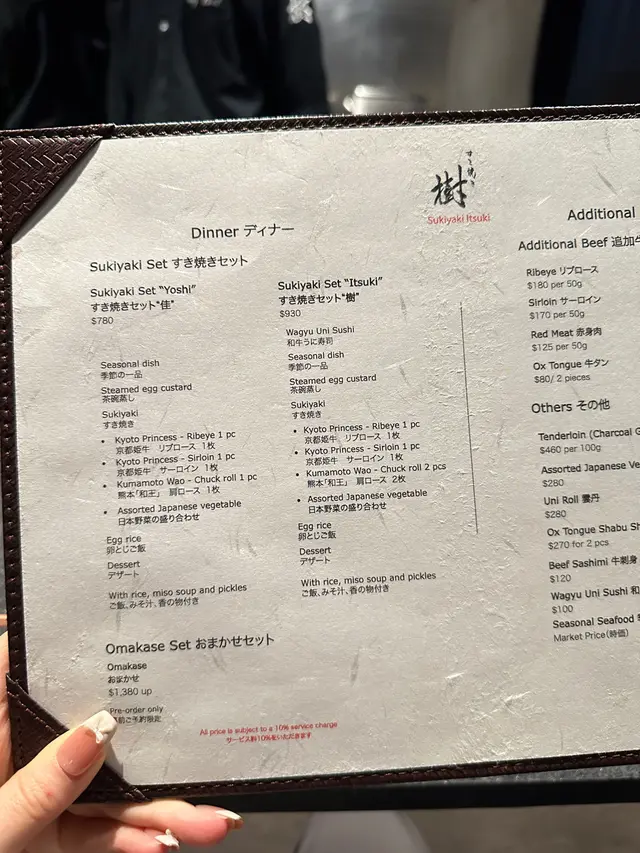 すき焼き
樹
Sukiyaki Itsuki
Dinner ディナー
Sukiyaki Set すき焼きセット
Sukiyaki Set “Yoshi”
すき焼きセット“佳”
$780
Seasonal dish
季節の一品
Steamed egg custard
茶碗蒸し
Sukiyaki
すき焼き
• Kyoto Princess - Ribeye 1 pc
京都姫牛 リブロース 1枚
• Kyoto Princess - Sirloin 1 pc
京都姫牛 サーロイン 1枚
• Kumamoto Wao - Chuck roll 1 pc
熊本「和王」 肩ロース 1枚
• Assorted Japanese vegetable
日本野菜の盛り合わせ
Egg rice
卵とじご飯
Dessert
デザート
With rice, miso soup and pickles
ご飯、みそ汁、香の物付き
Sukiyaki Set “Itsuki”
すき焼きセット“樹”
$930
Wagyu Uni Sushi
和牛うに寿司
Seasonal dish
季節の一品
Steamed egg custard
茶碗蒸し
Sukiyaki
すき焼き
• Kyoto Princess - Ribeye 1 pc
京都姫牛 リブロース 1枚
• Kyoto Princess - Sirloin 1 pc
京都姫牛 サーロイン 1枚
• Kumamoto Wao - Chuck roll 2 pcs
熊本「和王」 肩ロース 2枚
• Assorted Japanese vegetable
日本野菜の盛り合わせ
Egg rice
卵とじご飯
Dessert
デザート
With rice, miso soup and pickles
ご飯、みそ汁、香の物付き
Omakase Set おまかせセット
Omakase
おまかせ
$1,380 up
Pre-order only
前ご予約限定
All price is subject to a 10% service charge
サービス料10%をいただきます
Additional
Additional Beef 追加牛
Ribeye リブロース
$180 per 50g
Sirloin サーロイン
$170 per 50g
Red Meat 赤身肉
$125 per 50g
Ox Tongue 牛タン
$80/ 2 pieces
Others その他
Tenderloin (Charcoal G
$460 per 100g
Assorted Japanese Ve
$280
Uni Roll 雲丹
$280
Ox Tongue Shabu Sh
$270 for 2 pcs
Beef Sashimi 牛刺身
$120
Wagyu Uni Sushi 和
$100
Seasonal Seafood
Market Price(特価)